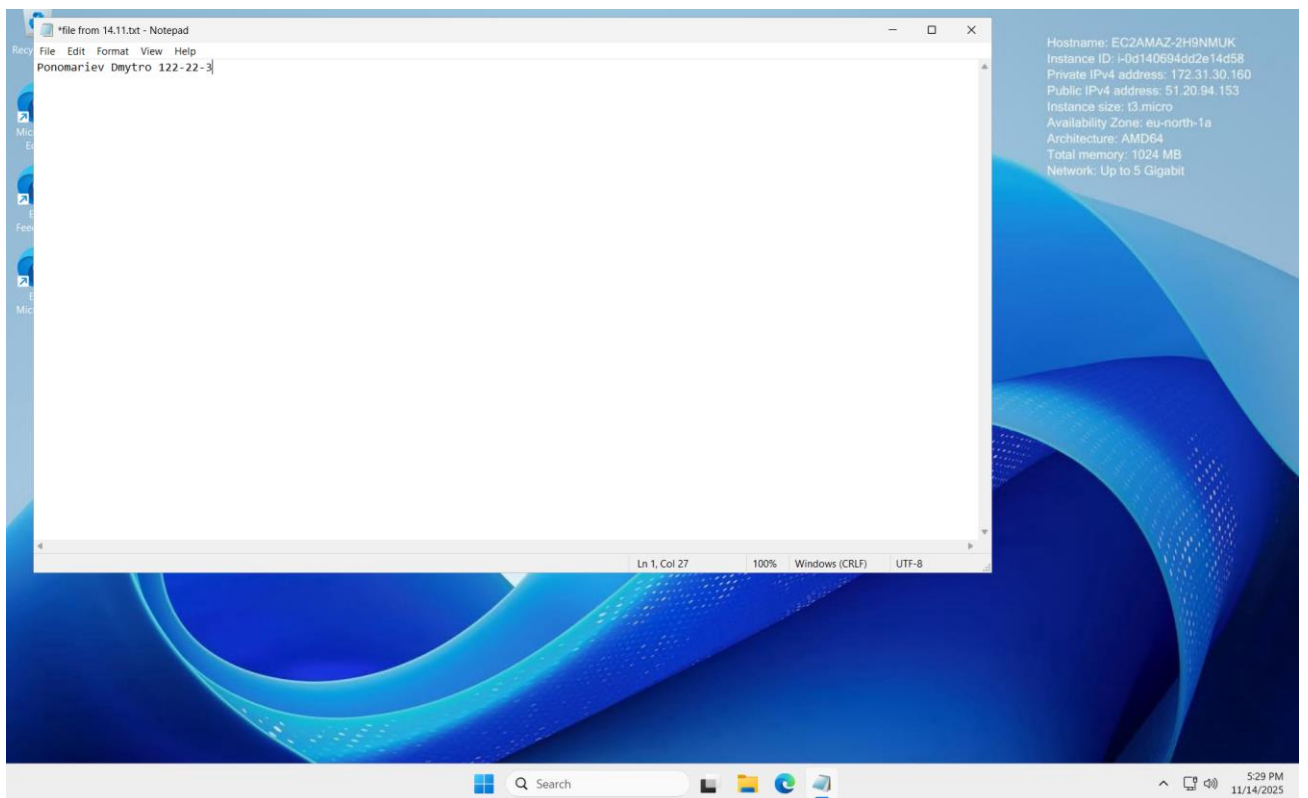 *file from 14.11.txt - Notepad
File Edit Format View Help
Ponomariev Dmytro 122-22-3
Ln 1, Col 27 100% Windows (CRLF) UTF-8
Hostname: EC2AMAZ-2H9NMUK
Instance ID: i-0d140694dd2e14d58
Private IPv4 address: 172.31.30.160
Public IPv4 address: 51.20.94.153
Instance size: t3.micro
Availability Zone: eu-north-1a
Architecture: AMD64
Total memory: 1024 MB
Network: Up to 5 Gigabit
Search
5:29 PM
11/14/2025